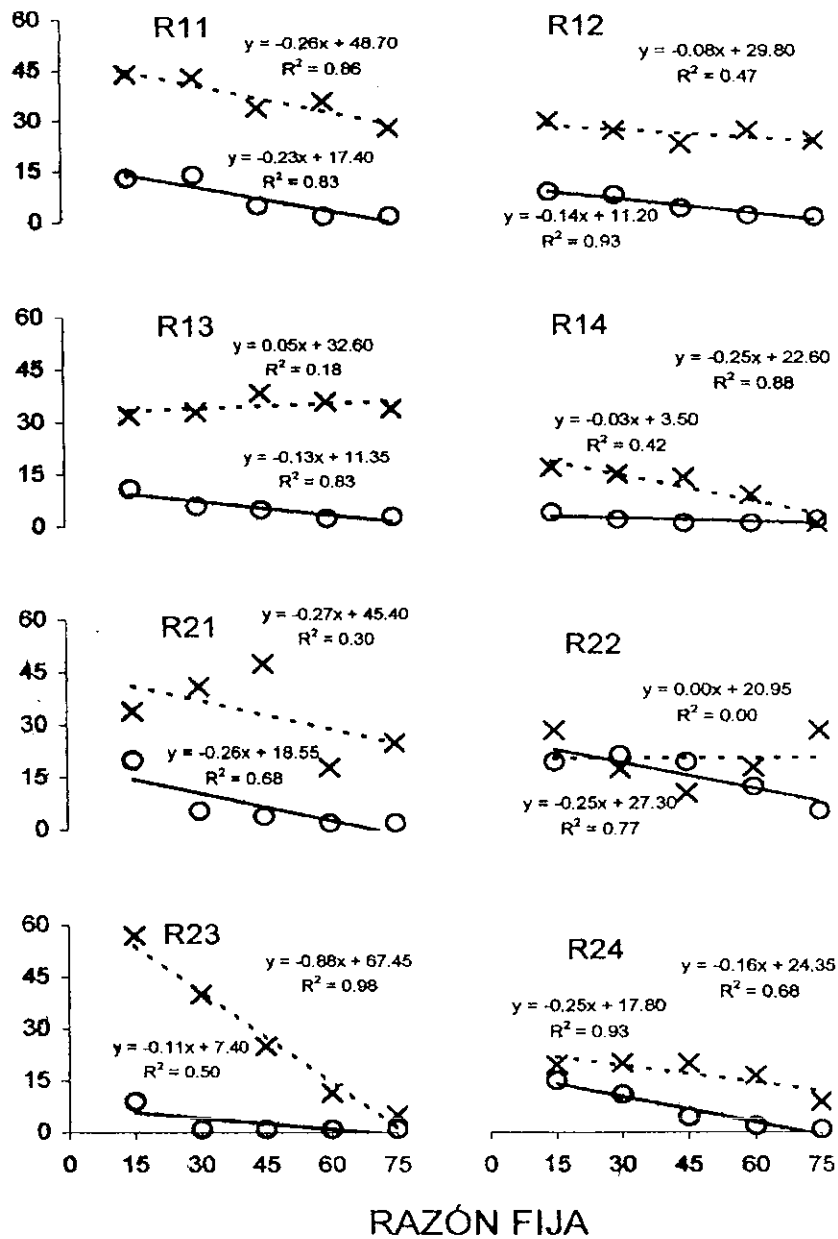 60
45
30
15
0
R11
y = -0.26x + 48.70
R² = 0.86
y = -0.23x + 17.40
R² = 0.83
R12
y = -0.08x + 29.80
R² = 0.47
y = -0.14x + 11.20
R² = 0.93
60
45
30
15
0
R13
y = 0.05x + 32.60
R² = 0.18
y = -0.13x + 11.35
R² = 0.83
R14
y = -0.25x + 22.60
R² = 0.88
y = -0.03x + 3.50
R² = 0.42
60
45
30
15
0
R21
y = -0.27x + 45.40
R² = 0.30
y = -0.26x + 18.55
R² = 0.68
R22
y = 0.00x + 20.95
R² = 0.00
y = -0.25x + 27.30
R² = 0.77
60
45
30
15
0
R23
y = -0.88x + 67.45
R² = 0.98
y = -0.11x + 7.40
R² = 0.50
R24
y = -0.16x + 24.35
R² = 0.68
y = -0.25x + 17.80
R² = 0.93
0 15 30 45 60 75
0 15 30 45 60 75
RAZÓN FIJA